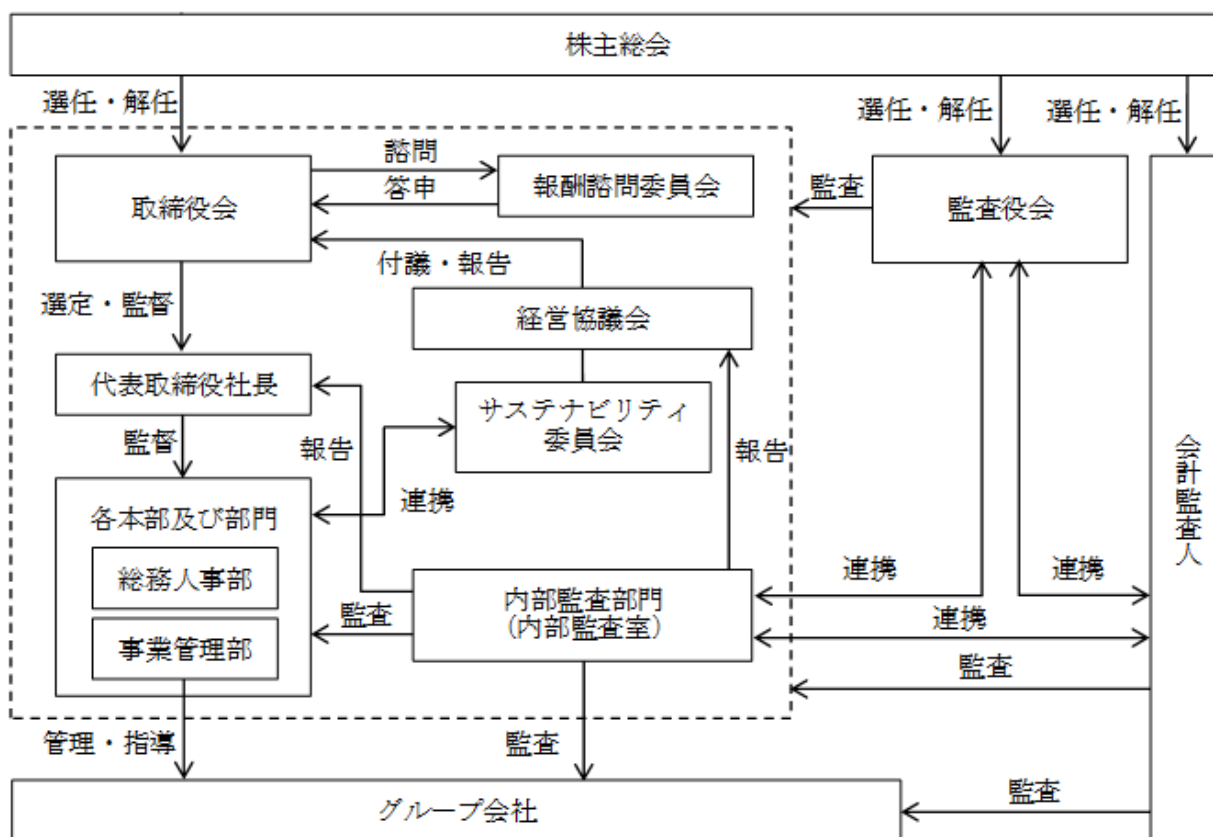 株主総会
選任・解任
選任・解任
選任・解任
諮問
取締役会
報酬諮問委員会
答申
監査
監査役会
付議・報告
選定・監督
経営協議会
代表取締役社長
サステナビリティ
委員会
監督
報告
報告
連携
各本部及び部門
会計監査人
総務人事部
内部監査部門
(内部監査室)
連携
連携
監査
連携
事業管理部
監査
管理・指導
監査
グループ会社
監査